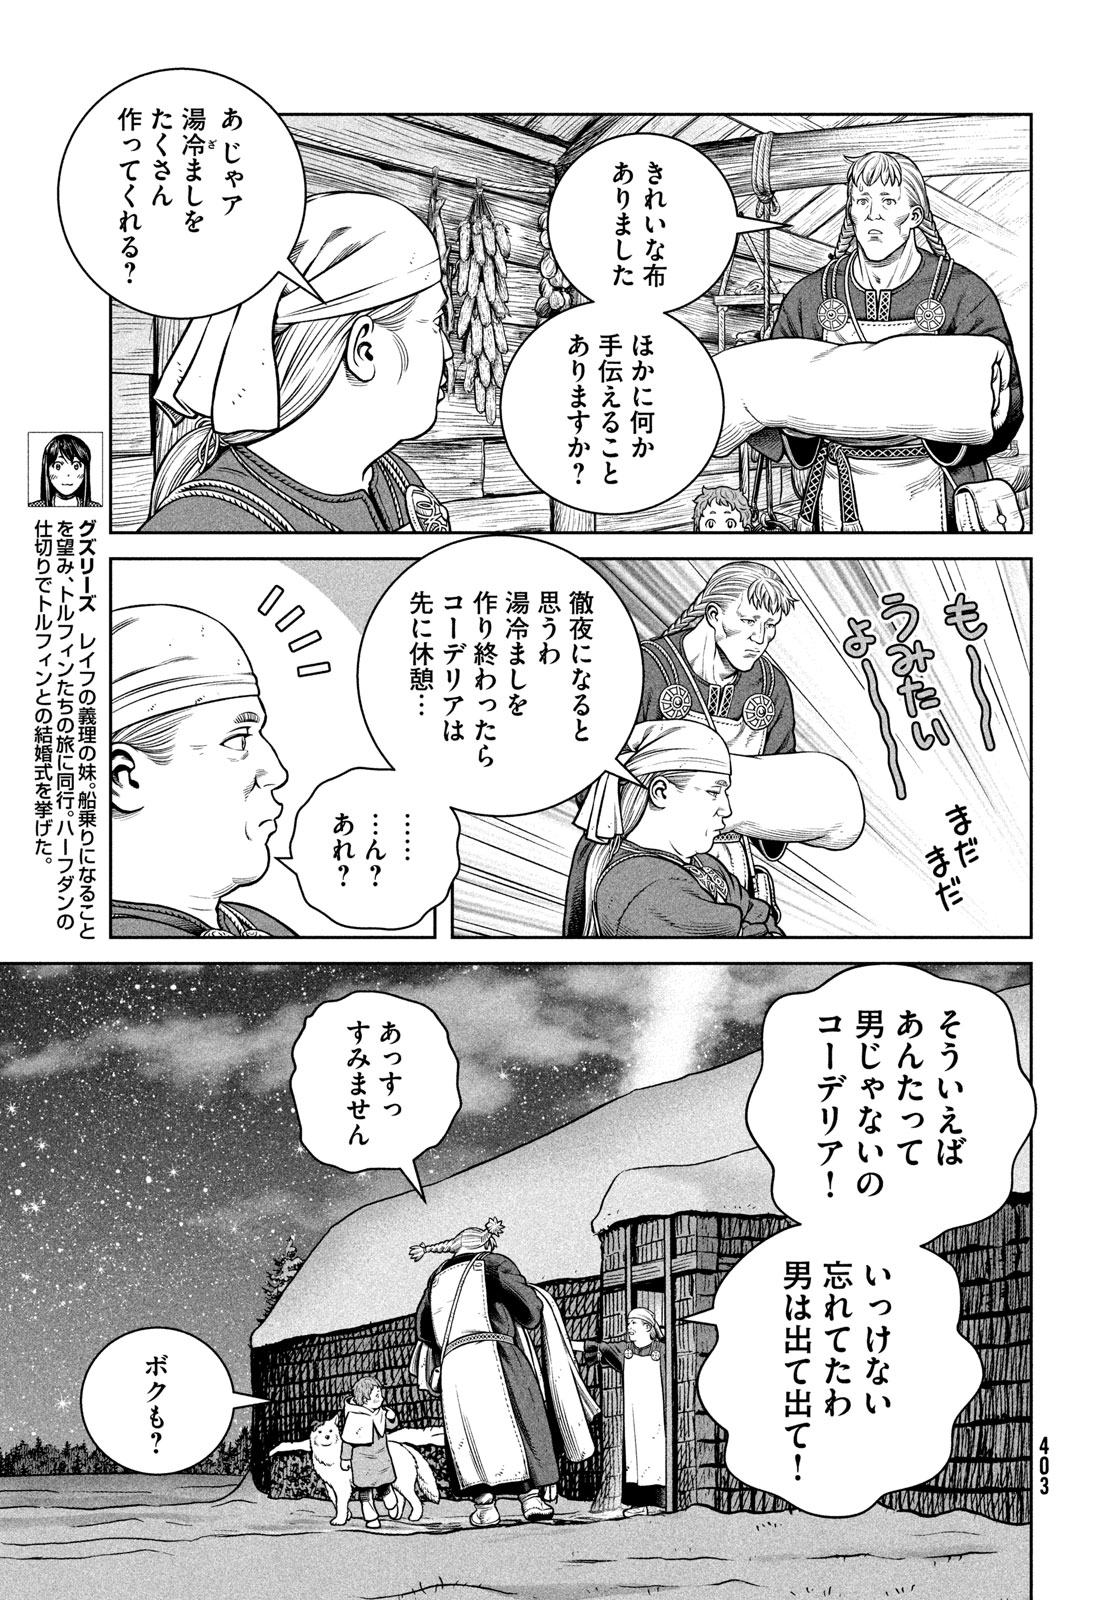 きれいな布
ありました
ほかに何か
手伝えること
ありますか？
あじゃア
湯冷ましを
ざ
たくさん
作ってくれる？
も〜〜〜
うみたい
よ〜〜〜
まだ
まだ
徹夜になると
思うわ
湯冷ましを
作り終わったら
コーデリアは
先に休憩…
……
…ん？
あれ？
そういえば
あんたって
男じゃないの
コーデリア！
いっけない
忘れてたわ
男は出て出て！
あっすっ
すみません
ボクも？
グズリーズ　レイフの義理の妹。船乗りになること
を望み、トルフィンたちの旅に同行。ハーフダンの
仕切りでトルフィンとの結婚式を挙げた。
403